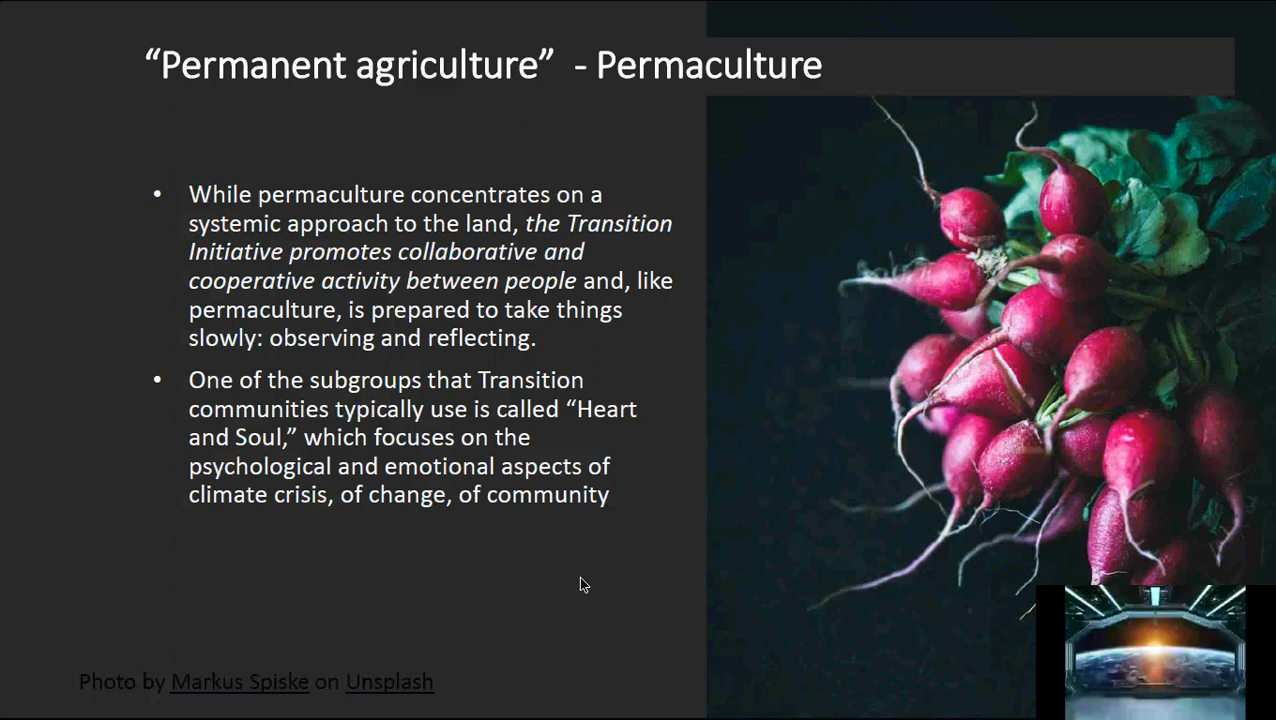 “Permanent agriculture”  - Permaculture
• While permaculture concentrates on a
systemic approach to the land, the Transition
Initiative promotes collaborative and
cooperative activity between people and, like
permaculture, is prepared to take things
slowly: observing and reflecting.
• One of the subgroups that Transition
communities typically use is called “Heart
and Soul,” which focuses on the
psychological and emotional aspects of
climate crisis, of change, of community
Photo by Markus Spiske on Unsplash